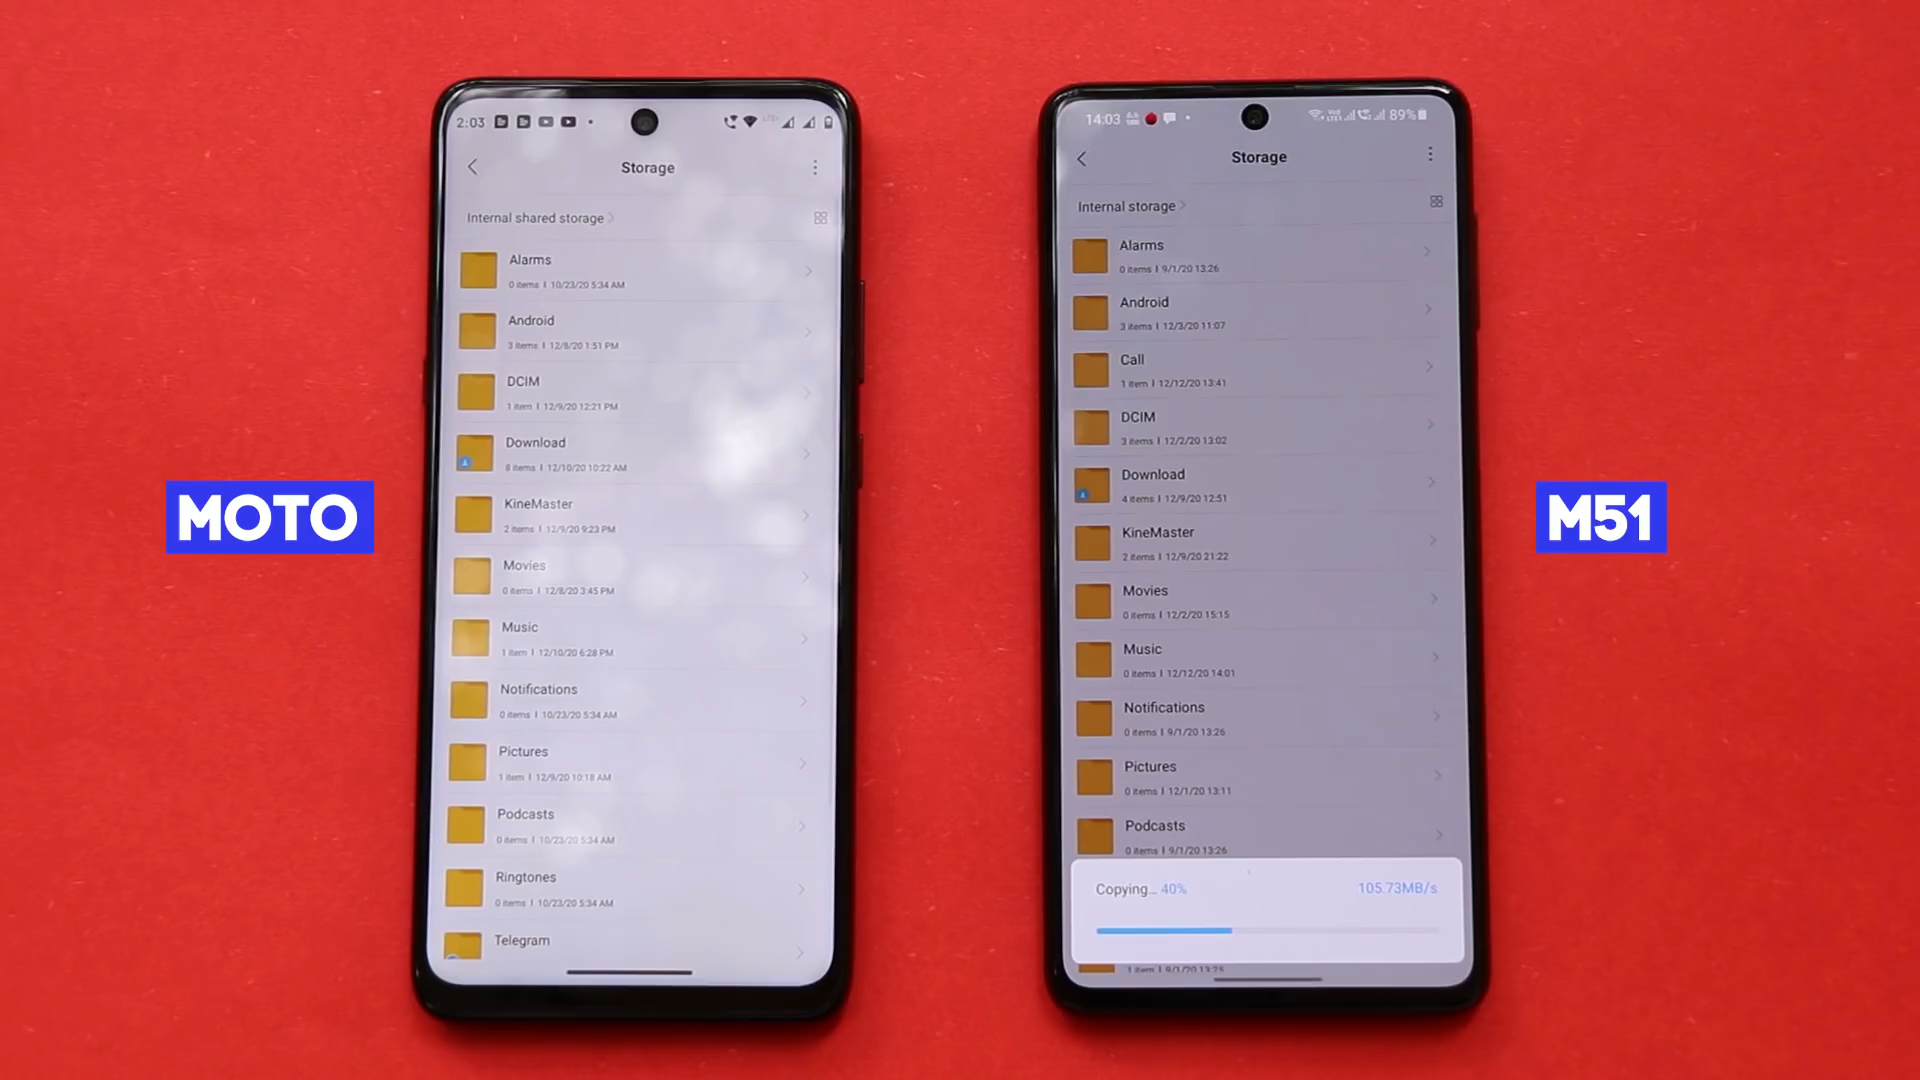 MOTO
2:03
Storage
Internal shared storage
Alarms
0 items | 10/23/20 5:34 AM
Android
3 items | 12/8/20 1:51 PM
DCIM
1 item | 12/9/20 12:21 PM
Download
8 items | 12/10/20 10:22 AM
KineMaster
2 items | 12/9/20 9:23 PM
Movies
0 items | 12/8/20 3:45 PM
Music
1 item | 12/10/20 6:28 PM
Notifications
0 items | 10/23/20 5:34 AM
Pictures
1 item | 12/9/20 10:18 AM
Podcasts
0 items | 10/23/20 5:34 AM
Ringtones
0 items | 10/23/20 5:34 AM
Telegram
14:03 89%
Storage
Internal storage
Alarms
0 items | 9/1/20 13:26
Android
3 items | 12/3/20 11:07
Call
1 item | 12/12/20 13:41
DCIM
3 items | 12/2/20 13:02
Download
4 items | 12/9/20 12:51
KineMaster
2 items | 12/9/20 21:22
Movies
0 items | 12/2/20 15:15
Music
0 items | 12/12/20 14:01
Notifications
0 items | 9/1/20 13:26
Pictures
0 items | 12/1/20 13:11
Podcasts
0 items | 9/1/20 13:26
Copying... 40% 105.73MB/s
M51